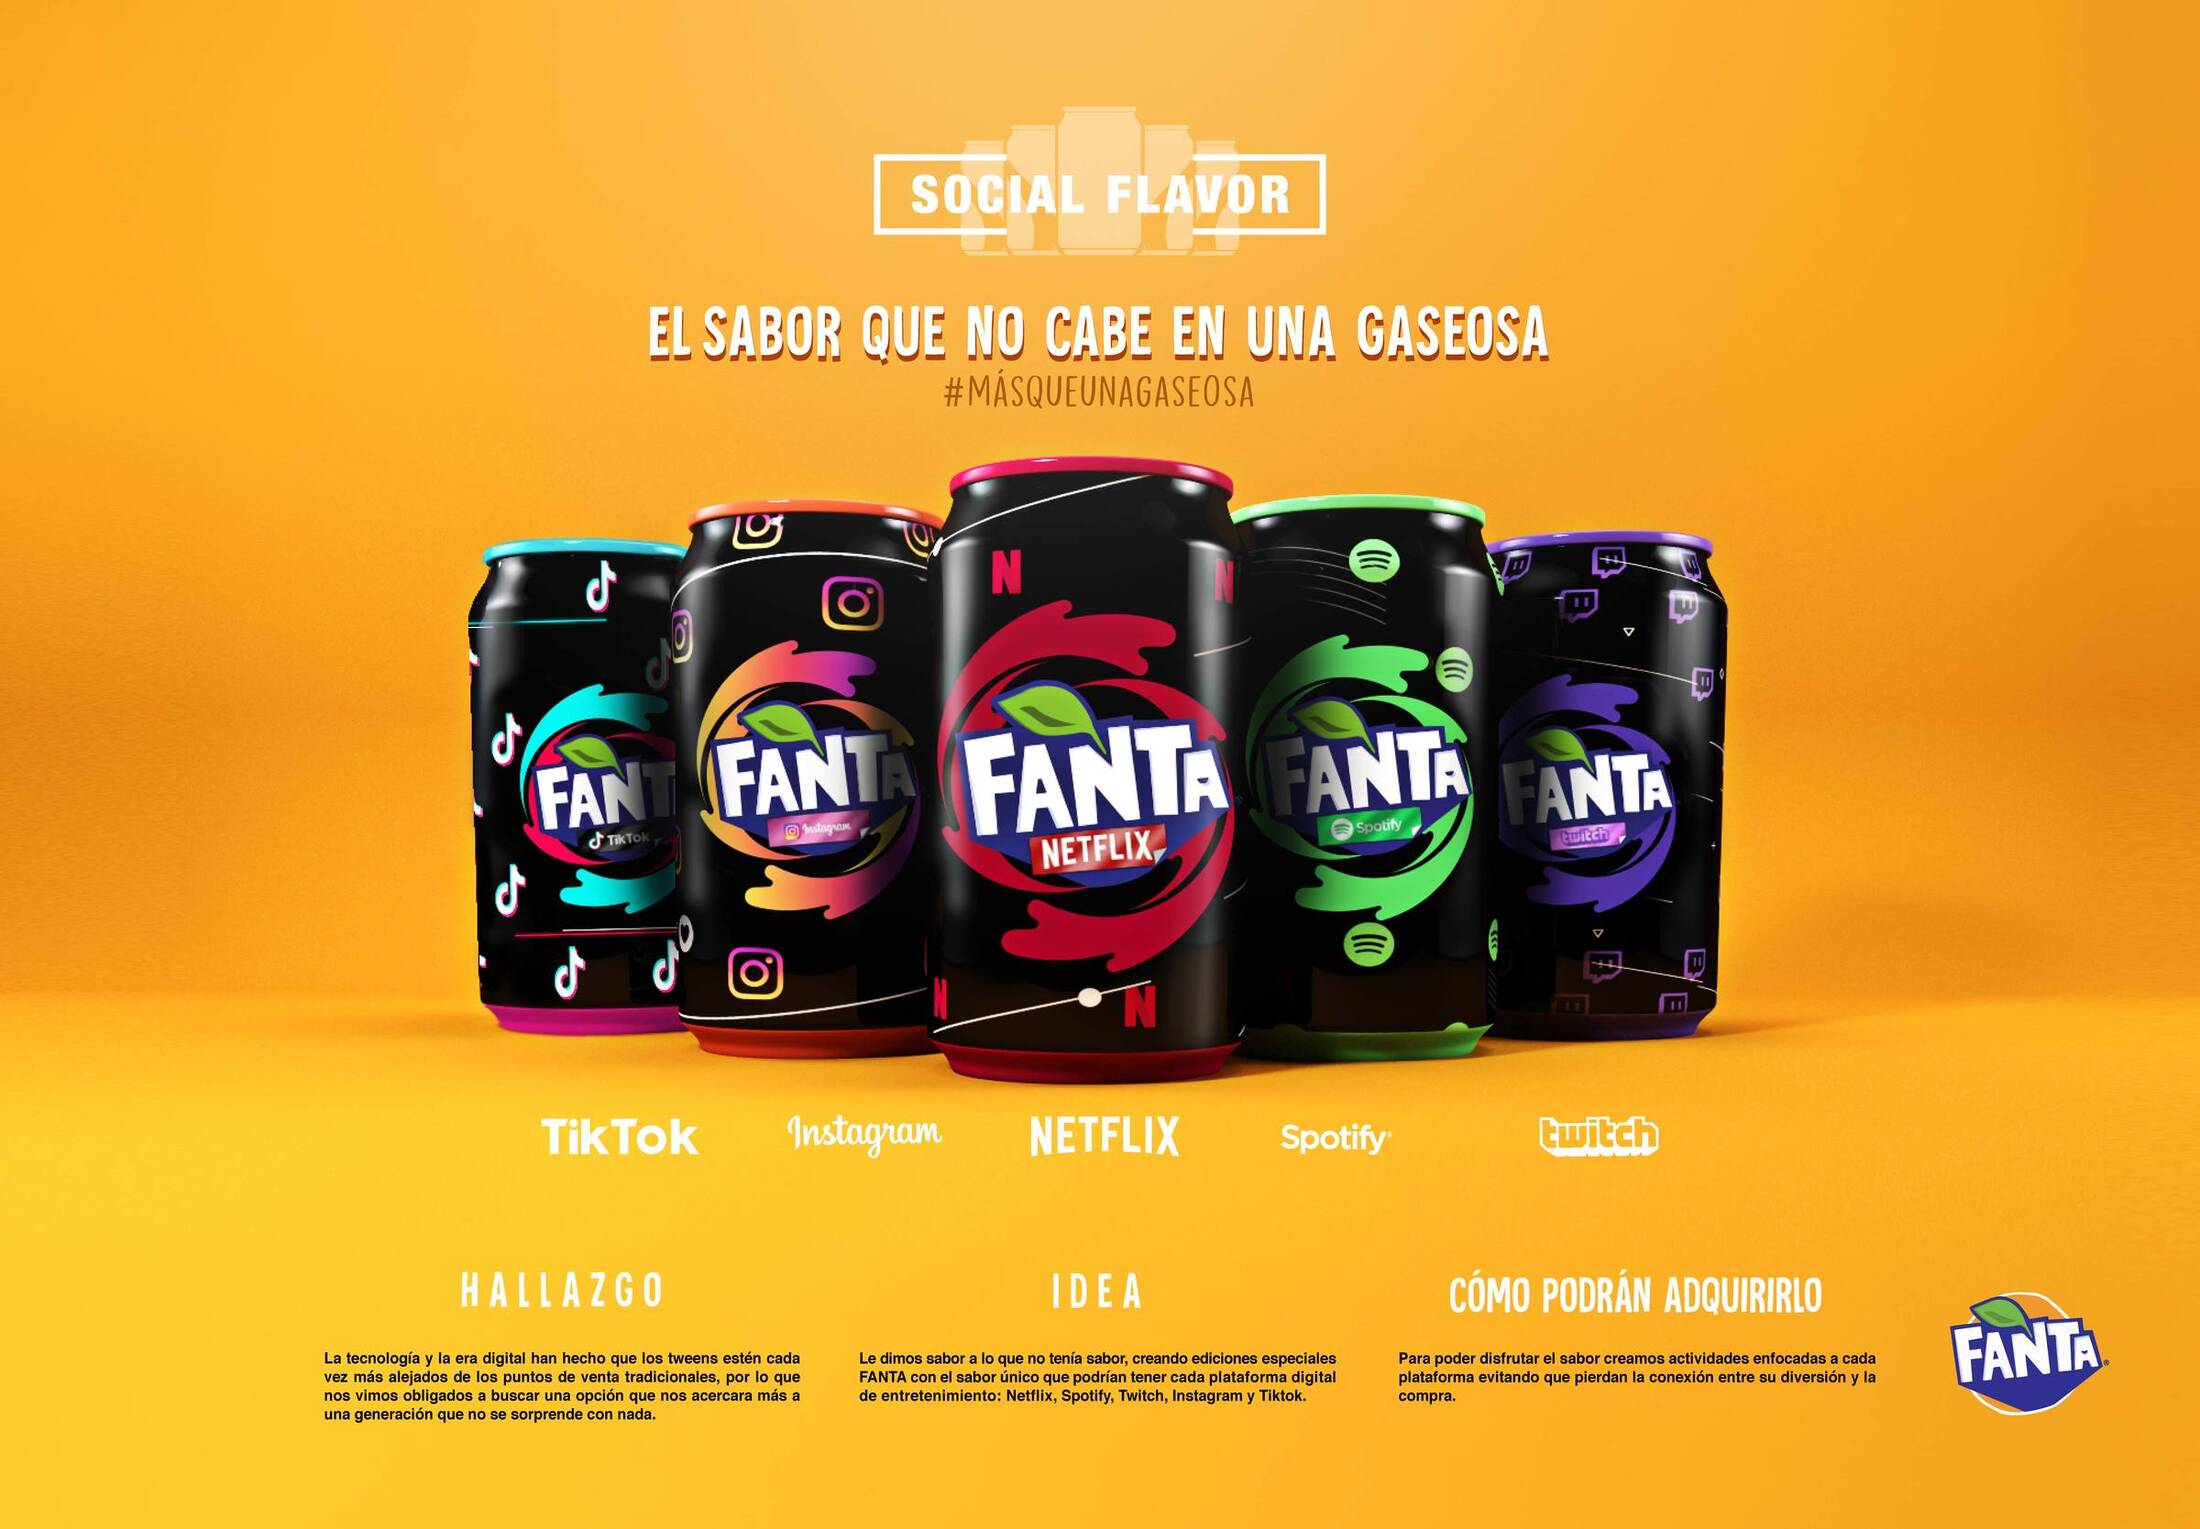 SOCIAL FLAVOR
EL SABOR QUE NO CABE EN UNA GASEOSA
#MÁSQUEUNAGASEOSA
FANT
TikTok
FANTA
Instagram
FANTA
NETFLIX
FANTA
Spotify
FANTA
twitch
N
N
N
N
TikTok
Instagram
NETFLIX
Spotify
twitch
HALLAZGO
La tecnología y la era digital han hecho que los tweens estén cada
vez más alejados de los puntos de venta tradicionales, por lo que
nos vimos obligados a buscar una opción que nos acercara más a
una generación que no se sorprende con nada.
IDEA
Le dimos sabor a lo que no tenía sabor, creando ediciones especiales
FANTA con el sabor único que podrían tener cada plataforma digital
de entretenimiento: Netflix, Spotify, Twitch, Instagram y Tiktok.
CÓMO PODRÁN ADQUIRIRLO
Para poder disfrutar el sabor creamos actividades enfocadas a cada
plataforma evitando que pierdan la conexión entre su diversión y la
compra.
FANTA